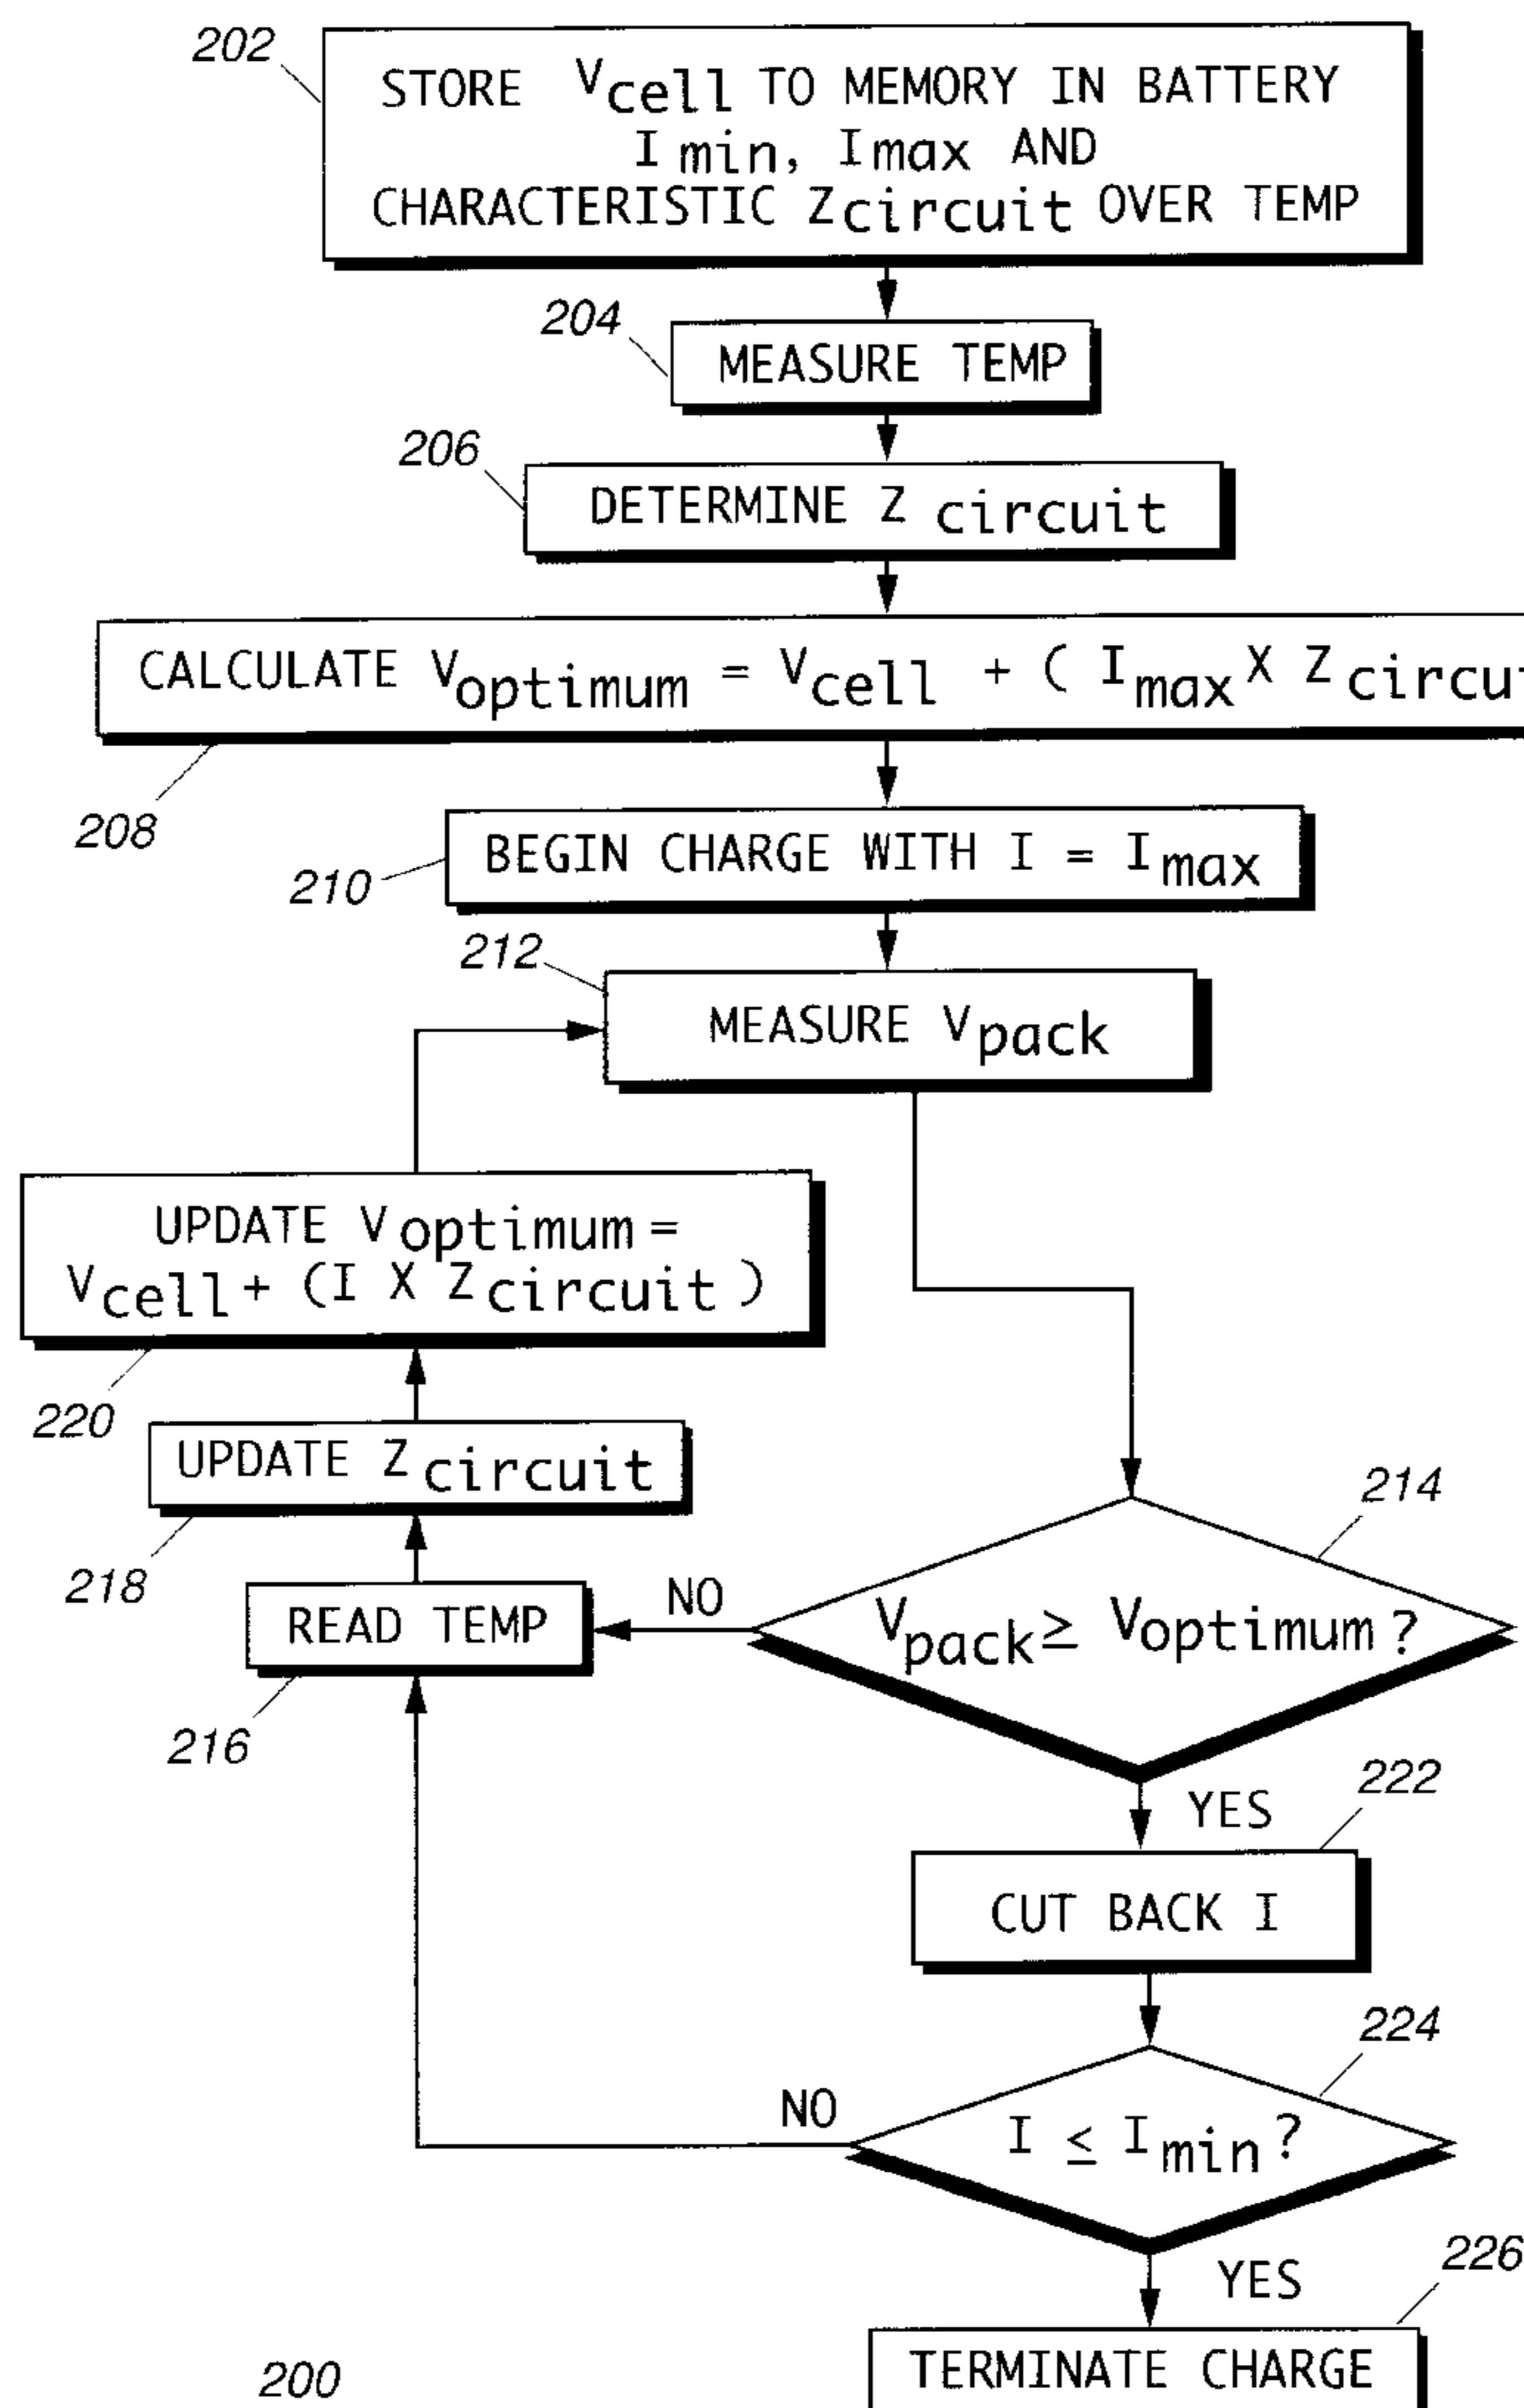 202
STORE Vcell TO MEMORY IN BATTERY
Imin, Imax AND
CHARACTERISTIC Zcircuit OVER TEMP
204
MEASURE TEMP
206
DETERMINE Z circuit
CALCULATE Voptimum = Vcell + ( Imax X Z circui
208
BEGIN CHARGE WITH I = Imax
210
212
MEASURE Vpack
UPDATE Voptimum =
Vcell + (I X Zcircuit )
220
UPDATE Zcircuit
218
214
NO
READ TEMP
Vpack ≥ Voptimum ?
216
222
YES
CUT BACK I
224
NO
I ≤ Imin ?
226
YES
TERMINATE CHARGE
200